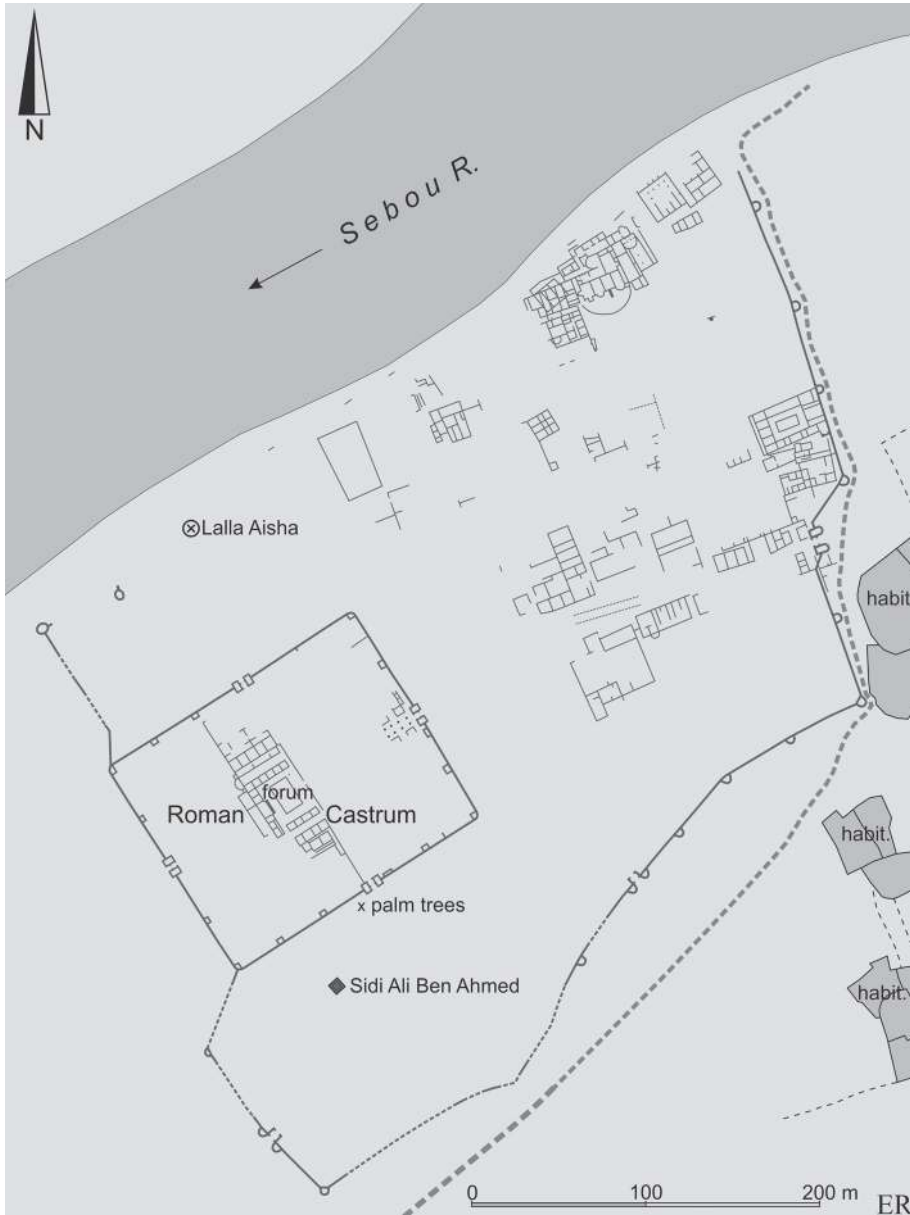 N
Sebou R.
Lalla Aisha
habit.
forum
Roman Castrum
habit.
x palm trees
Sidi Ali Ben Ahmed
habit.
0 100 200 m
ER